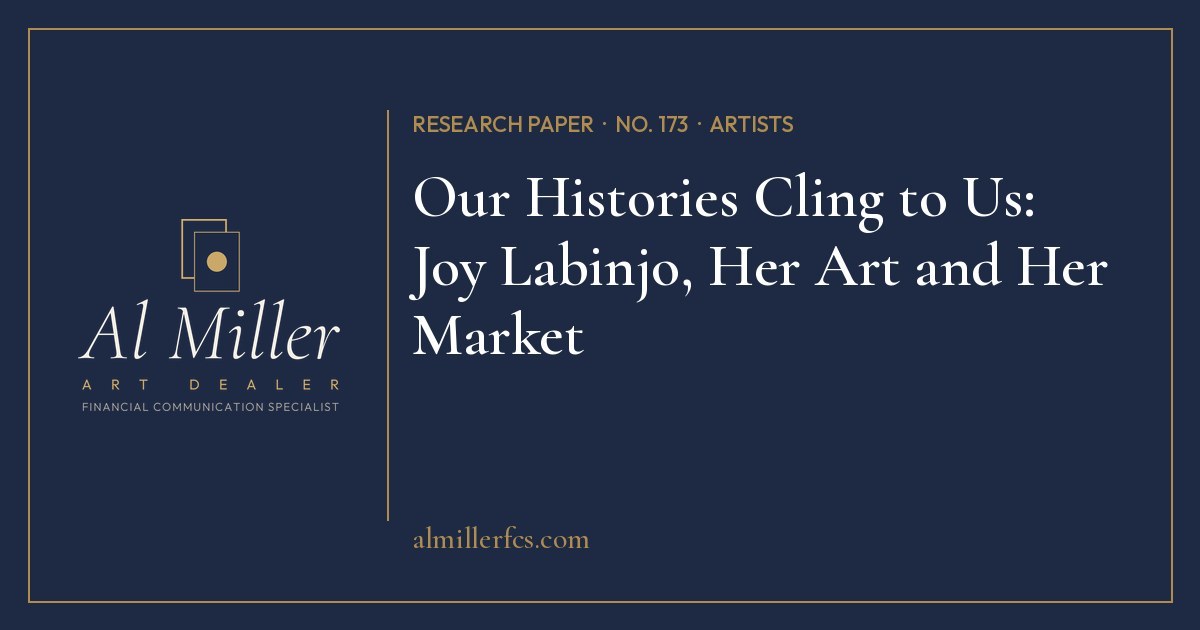 Al Miller
ART DEALER
FINANCIAL COMMUNICATION SPECIALIST
RESEARCH PAPER · NO. 173 · ARTISTS
Our Histories Cling to Us:
Joy Labinjo, Her Art and Her
Market
almillerfcs.com